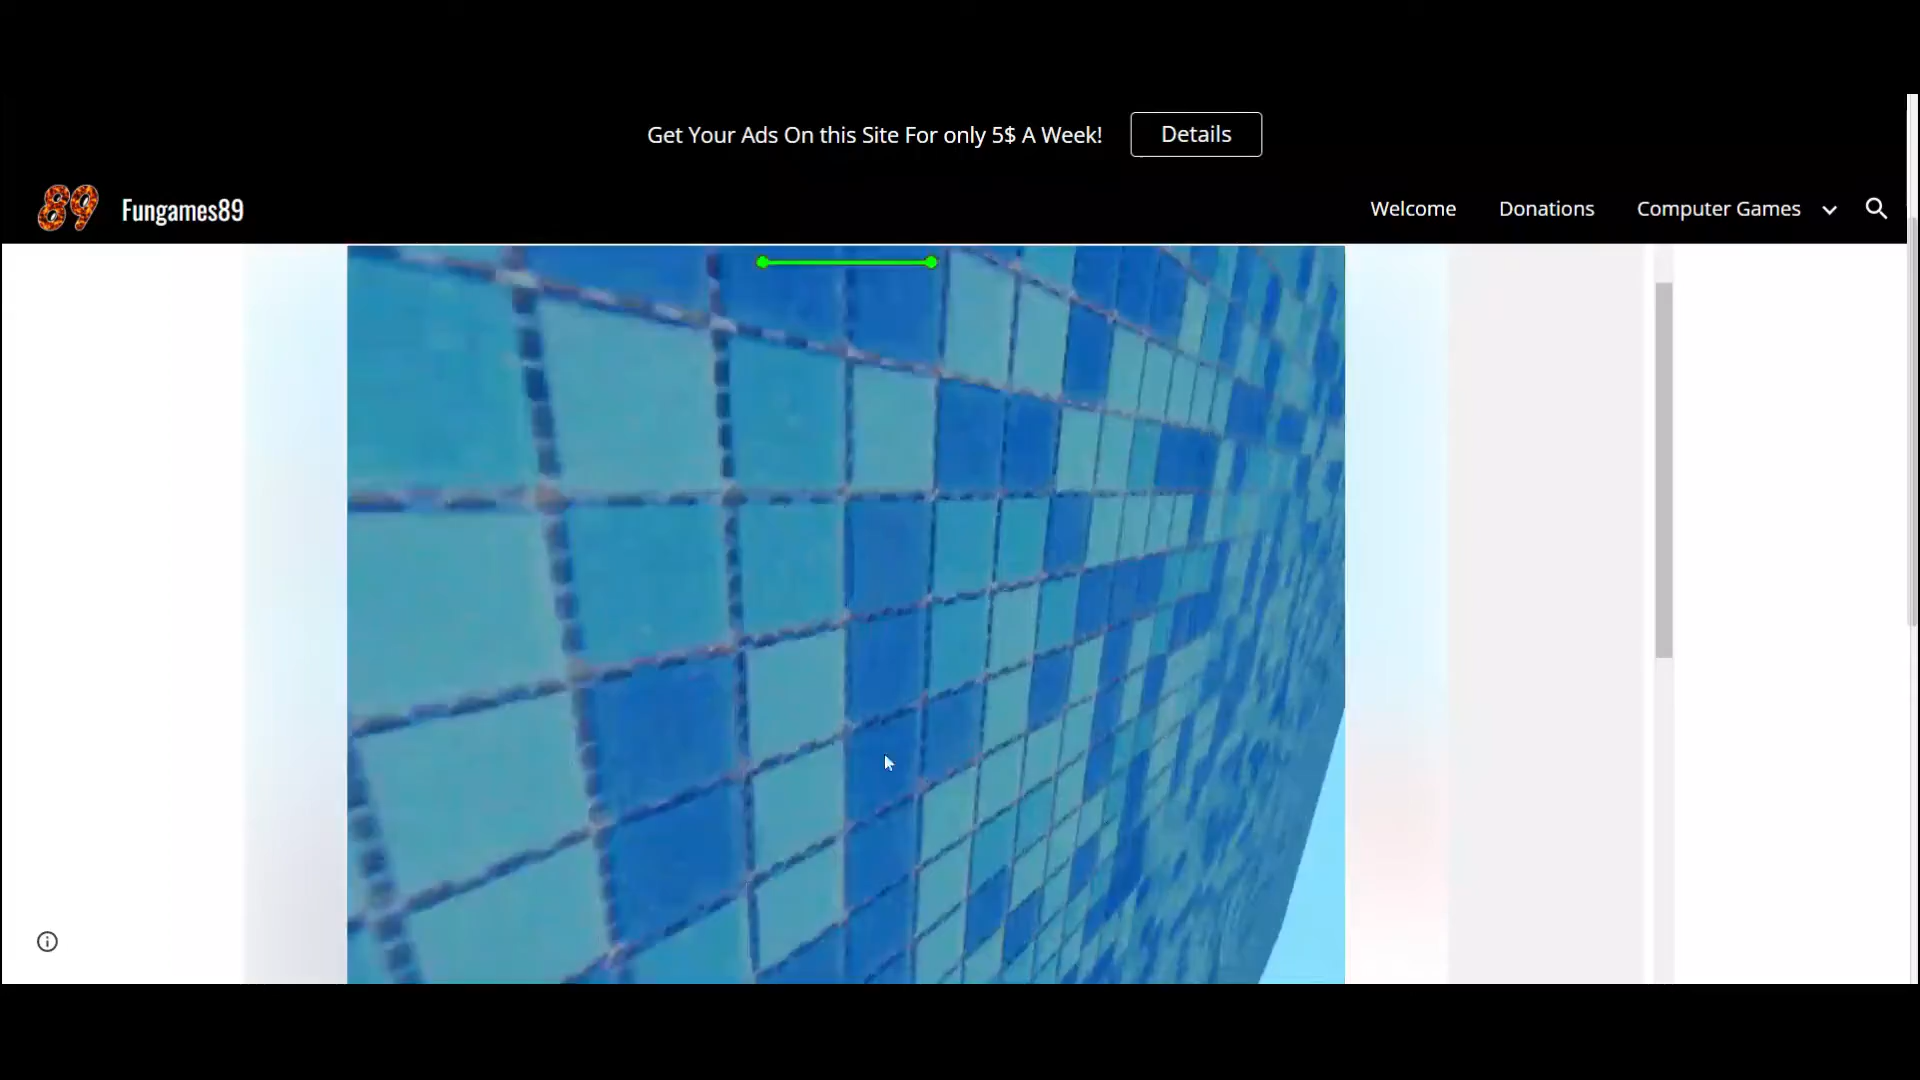 Get Your Ads On this Site For only 5$ A Week!
Details
89
Fungames89
Welcome
Donations
Computer Games